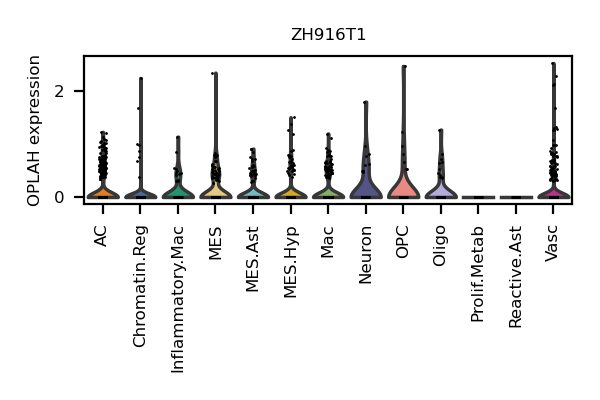 ZH916T1
OPLAH expression
2
0
AC
Chromatin.Reg
Inflammatory.Mac
MES
MES.Ast
MES.Hyp
Mac
Neuron
OPC
Oligo
Prolif.Metab
Reactive.Ast
Vasc